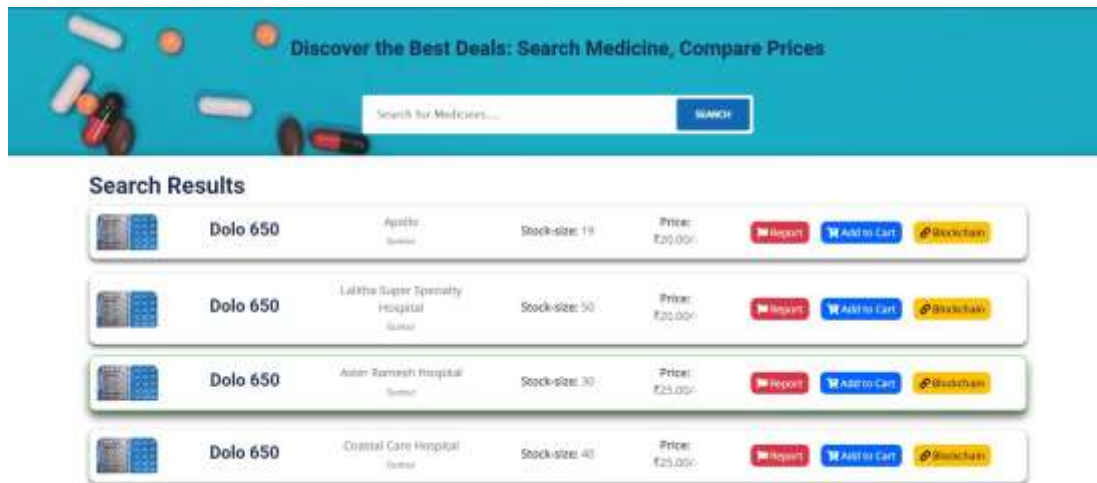 Discover the Best Deals: Search Medicine, Compare Prices
Search for Medicines....
SEARCH
Search Results
Dolo 650
Apollo
Stock-size: 19
Price:
₹20.00/-
Report
Add to Cart
Blockchain
Dolo 650
Lalitha Super Specialty
Hospital
Stock-size: 50
Price:
₹20.00/-
Report
Add to Cart
Blockchain
Dolo 650
Aster Ramesh Hospital
Stock-size: 30
Price:
₹25.00/-
Report
Add to Cart
Blockchain
Dolo 650
Coastal Care Hospital
Stock-size: 40
Price:
₹25.00/-
Report
Add to Cart
Blockchain